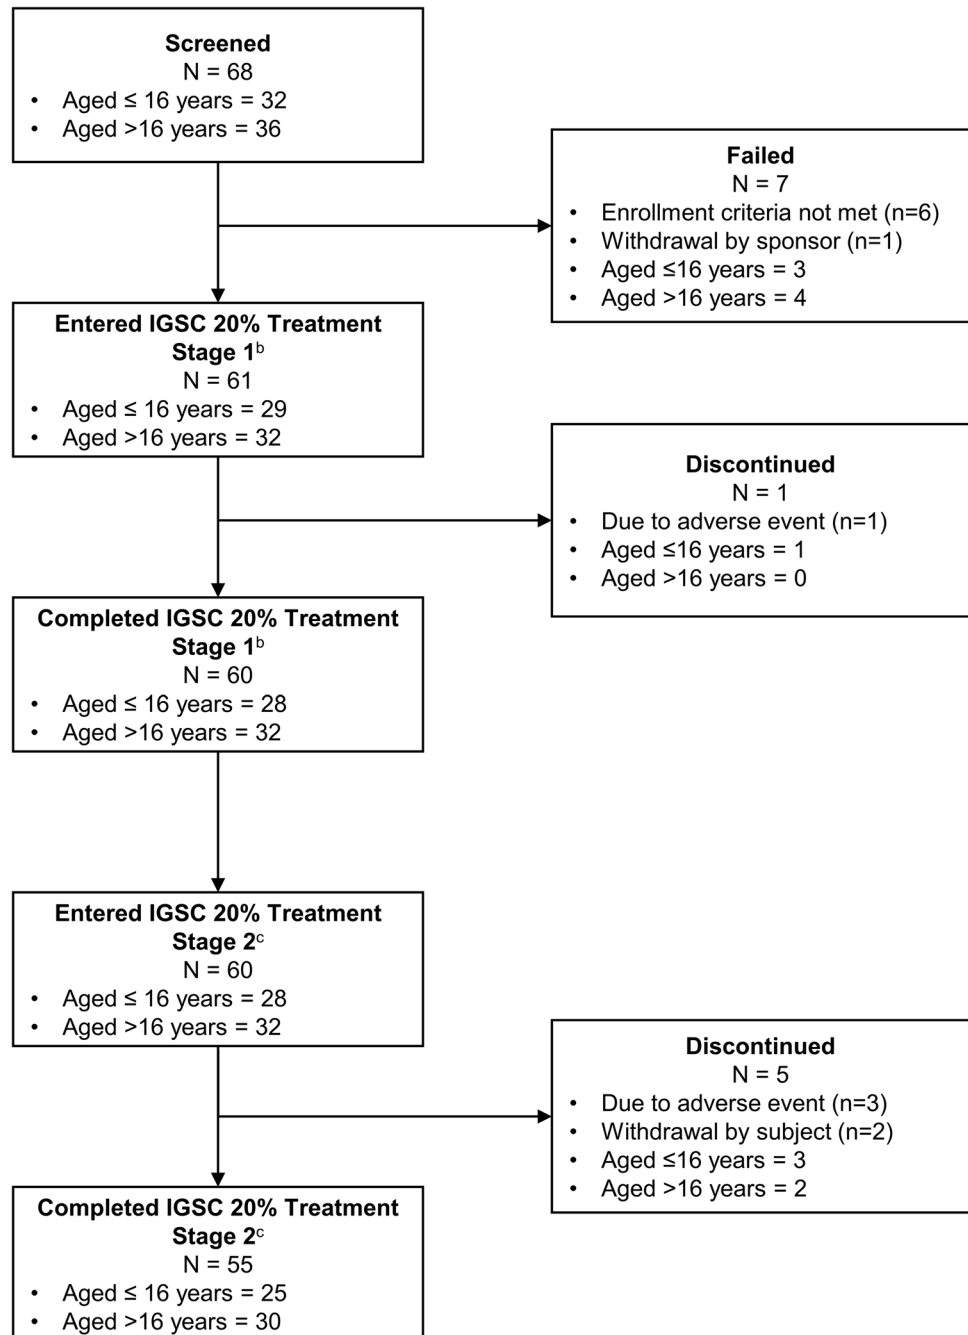 Screened
N = 68
• Aged ≤ 16 years = 32
• Aged >16 years = 36
Failed
N = 7
• Enrollment criteria not met (n=6)
• Withdrawal by sponsor (n=1)
• Aged ≤16 years = 3
• Aged >16 years = 4
Entered IGSC 20% Treatment
Stage 1ᵇ
N = 61
• Aged ≤ 16 years = 29
• Aged >16 years = 32
Discontinued
N = 1
• Due to adverse event (n=1)
• Aged ≤16 years = 1
• Aged >16 years = 0
Completed IGSC 20% Treatment
Stage 1ᵇ
N = 60
• Aged ≤ 16 years = 28
• Aged >16 years = 32
Entered IGSC 20% Treatment
Stage 2ᶜ
N = 60
• Aged ≤ 16 years = 28
• Aged >16 years = 32
Discontinued
N = 5
• Due to adverse event (n=3)
• Withdrawal by subject (n=2)
• Aged ≤16 years = 3
• Aged >16 years = 2
Completed IGSC 20% Treatment
Stage 2ᶜ
N = 55
• Aged ≤ 16 years = 25
• Aged >16 years = 30